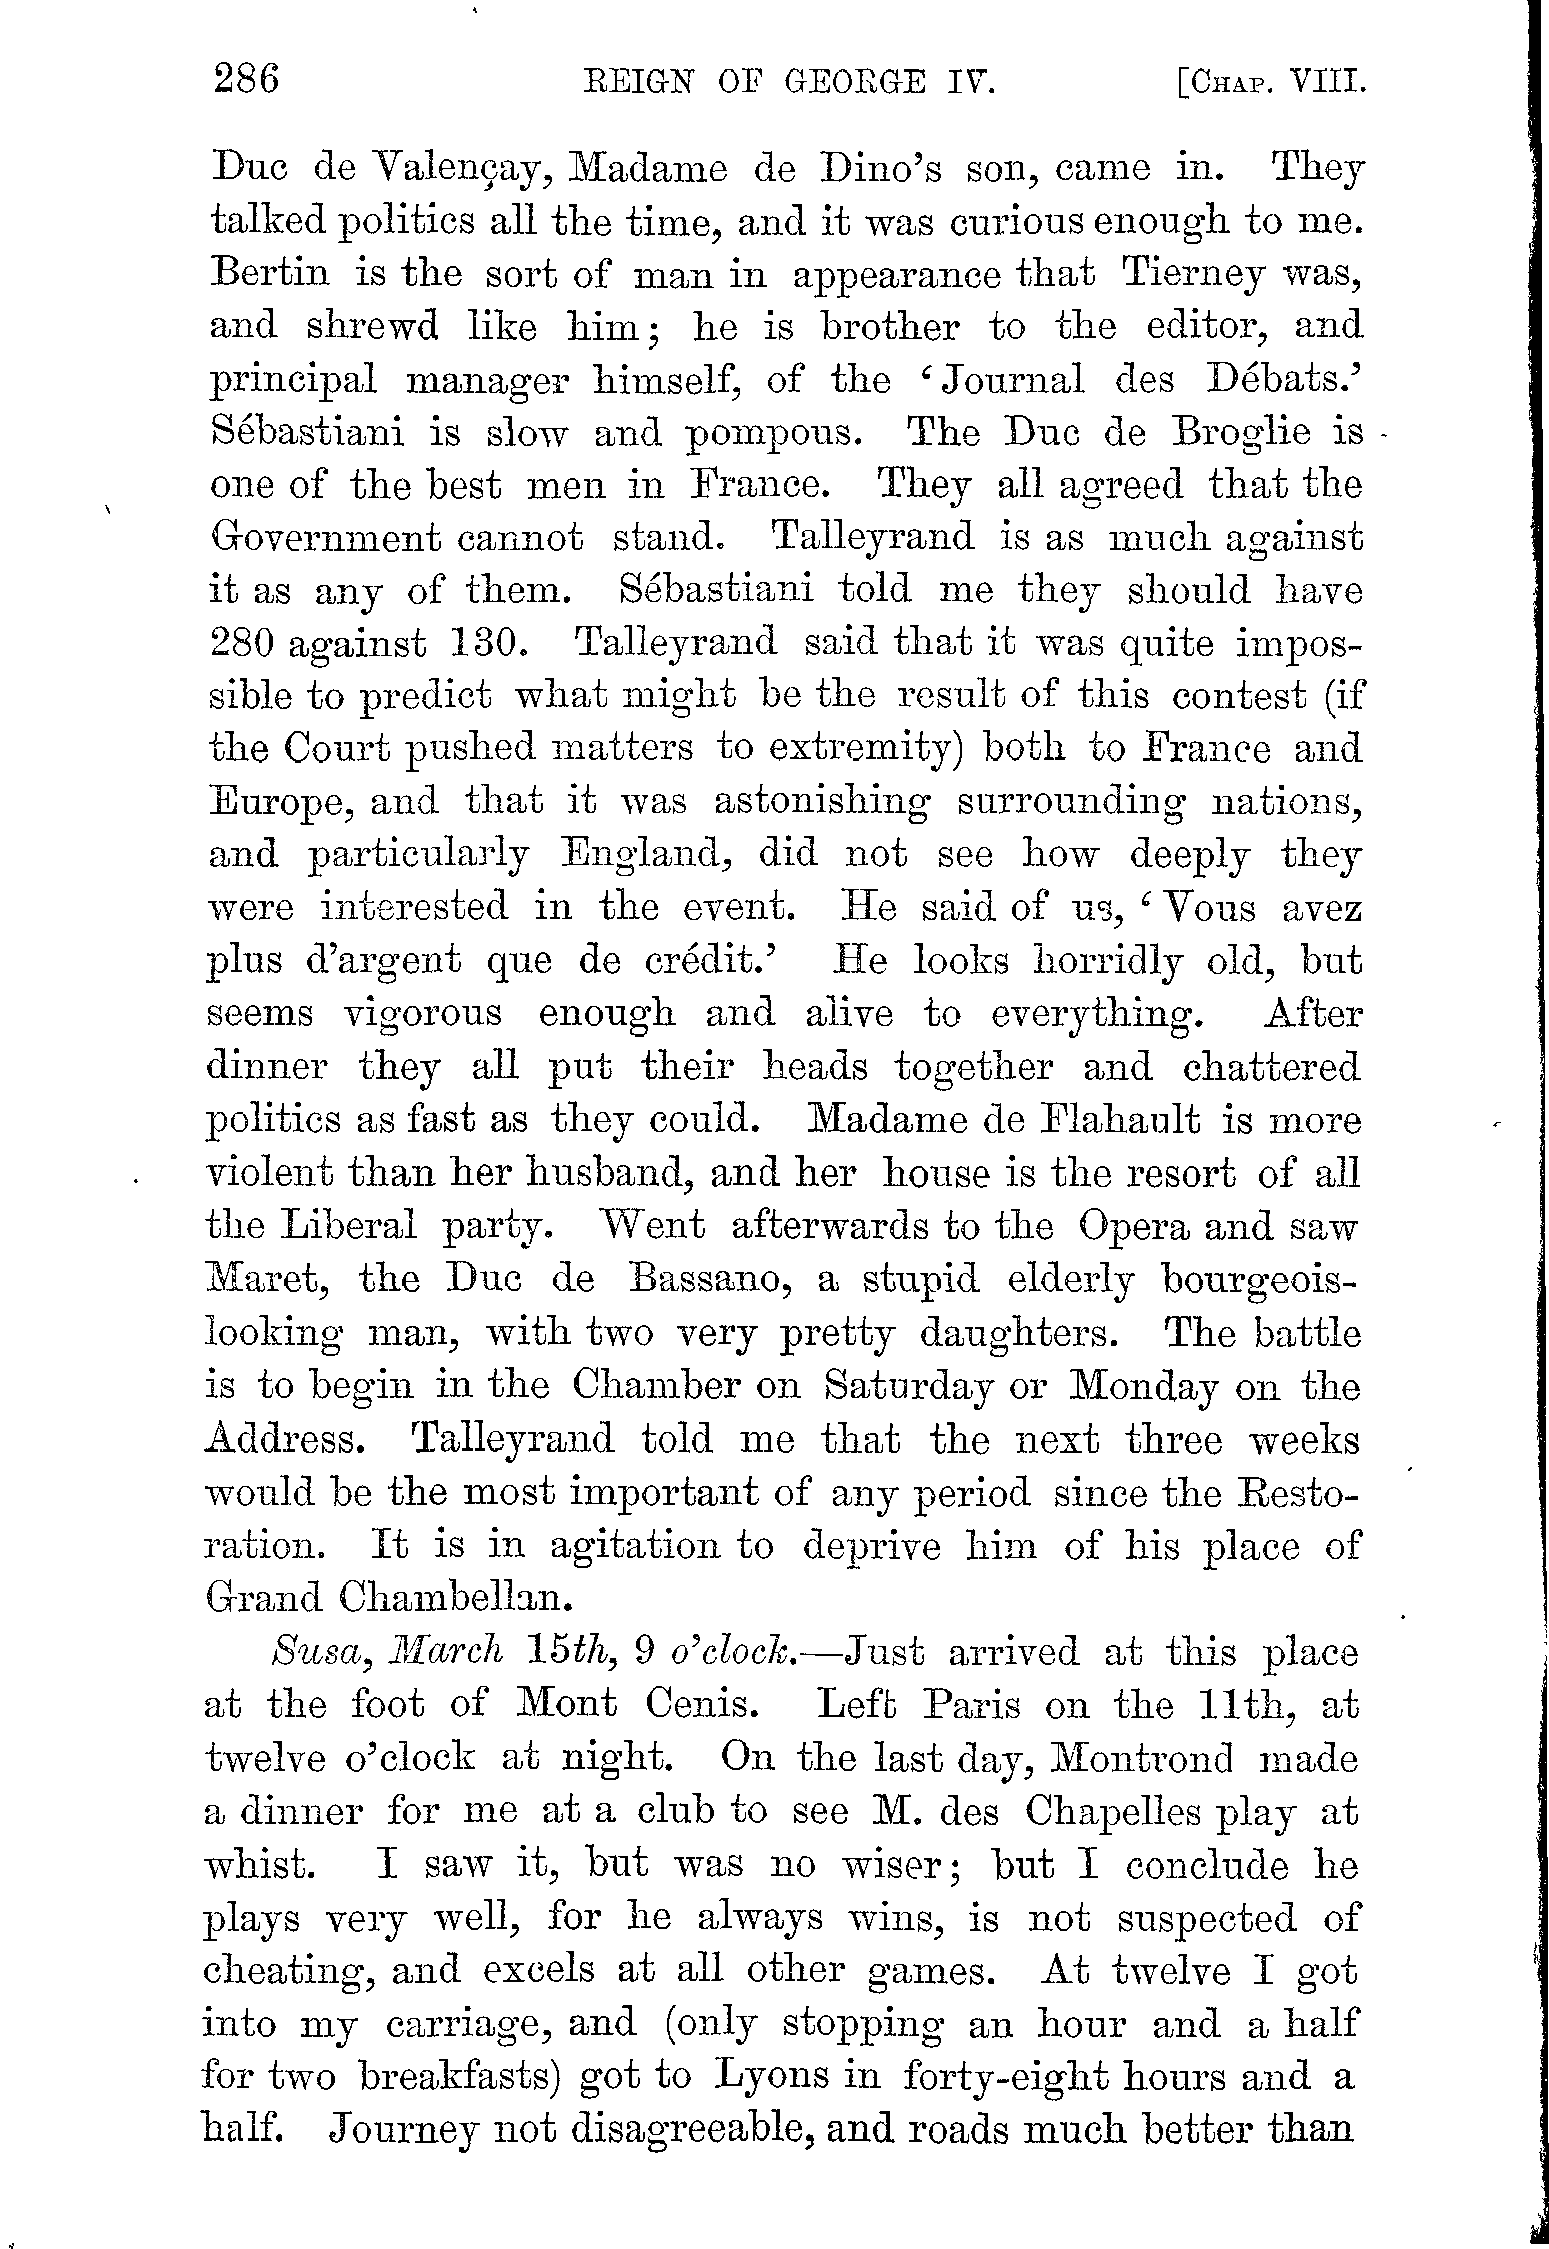 286 REIGN OF GEORGE IV. [CHAP. VIII.
Duc de Valençay, Madame de Dino's son, came in. They
talked politics all the time, and it was curious enough to me.
Bertin is the sort of man in appearance that Tierney was,
and shrewd like him; he is brother to the editor, and
principal manager himself, of the ‘Journal des Débats.’
Sébastiani is slow and pompous. The Duc de Broglie is
one of the best men in France. They all agreed that the
Government cannot stand. Talleyrand is as much against
it as any of them. Sébastiani told me they should have
280 against 130. Talleyrand said that it was quite impos-
sible to predict what might be the result of this contest (if
the Court pushed matters to extremity) both to France and
Europe, and that it was astonishing surrounding nations,
and particularly England, did not see how deeply they
were interested in the event. He said of us, ‘Vous avez
plus d'argent que de crédit.’ He looks horridly old, but
seems vigorous enough and alive to everything. After
dinner they all put their heads together and chattered
politics as fast as they could. Madame de Flahault is more
violent than her husband, and her house is the resort of all
the Liberal party. Went afterwards to the Opera and saw
Maret, the Duc de Bassano, a stupid elderly bourgeois-
looking man, with two very pretty daughters. The battle
is to begin in the Chamber on Saturday or Monday on the
Address. Talleyrand told me that the next three weeks
would be the most important of any period since the Resto-
ration. It is in agitation to deprive him of his place of
Grand Chambellan.
Susa, March 15th, 9 o'clock.—Just arrived at this place
at the foot of Mont Cenis. Left Paris on the 11th, at
twelve o'clock at night. On the last day, Montrond made
a dinner for me at a club to see M. des Chapelles play at
whist. I saw it, but was no wiser; but I conclude he
plays very well, for he always wins, is not suspected of
cheating, and excels at all other games. At twelve I got
into my carriage, and (only stopping an hour and a half
for two breakfasts) got to Lyons in forty-eight hours and a
half. Journey not disagreeable, and roads much better than